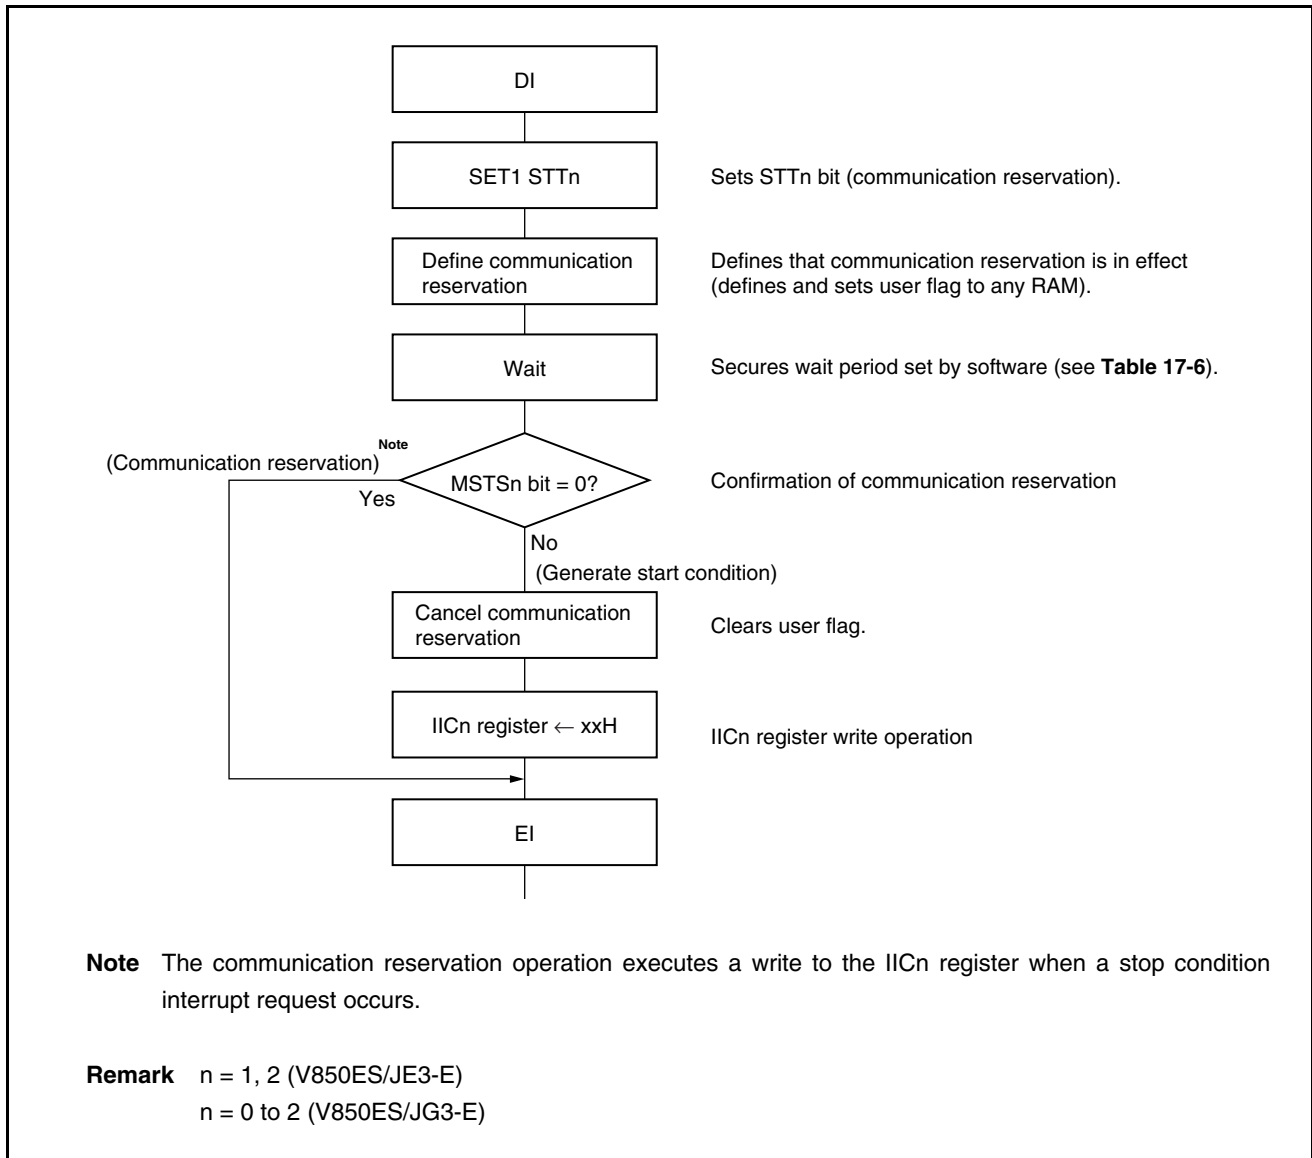 DI
SET1 STTn
Sets STTn bit (communication reservation).
Define communication
reservation
Defines that communication reservation is in effect
(defines and sets user flag to any RAM).
Wait
Secures wait period set by software (see Table 17-6).
(Communication reservation)Note
MSTSn bit = 0?
Confirmation of communication reservation
Yes
No
(Generate start condition)
Cancel communication
reservation
Clears user flag.
IICn register ← xxH
IICn register write operation
EI
Note The communication reservation operation executes a write to the IICn register when a stop condition
interrupt request occurs.
Remark n = 1, 2 (V850ES/JE3-E)
n = 0 to 2 (V850ES/JG3-E)